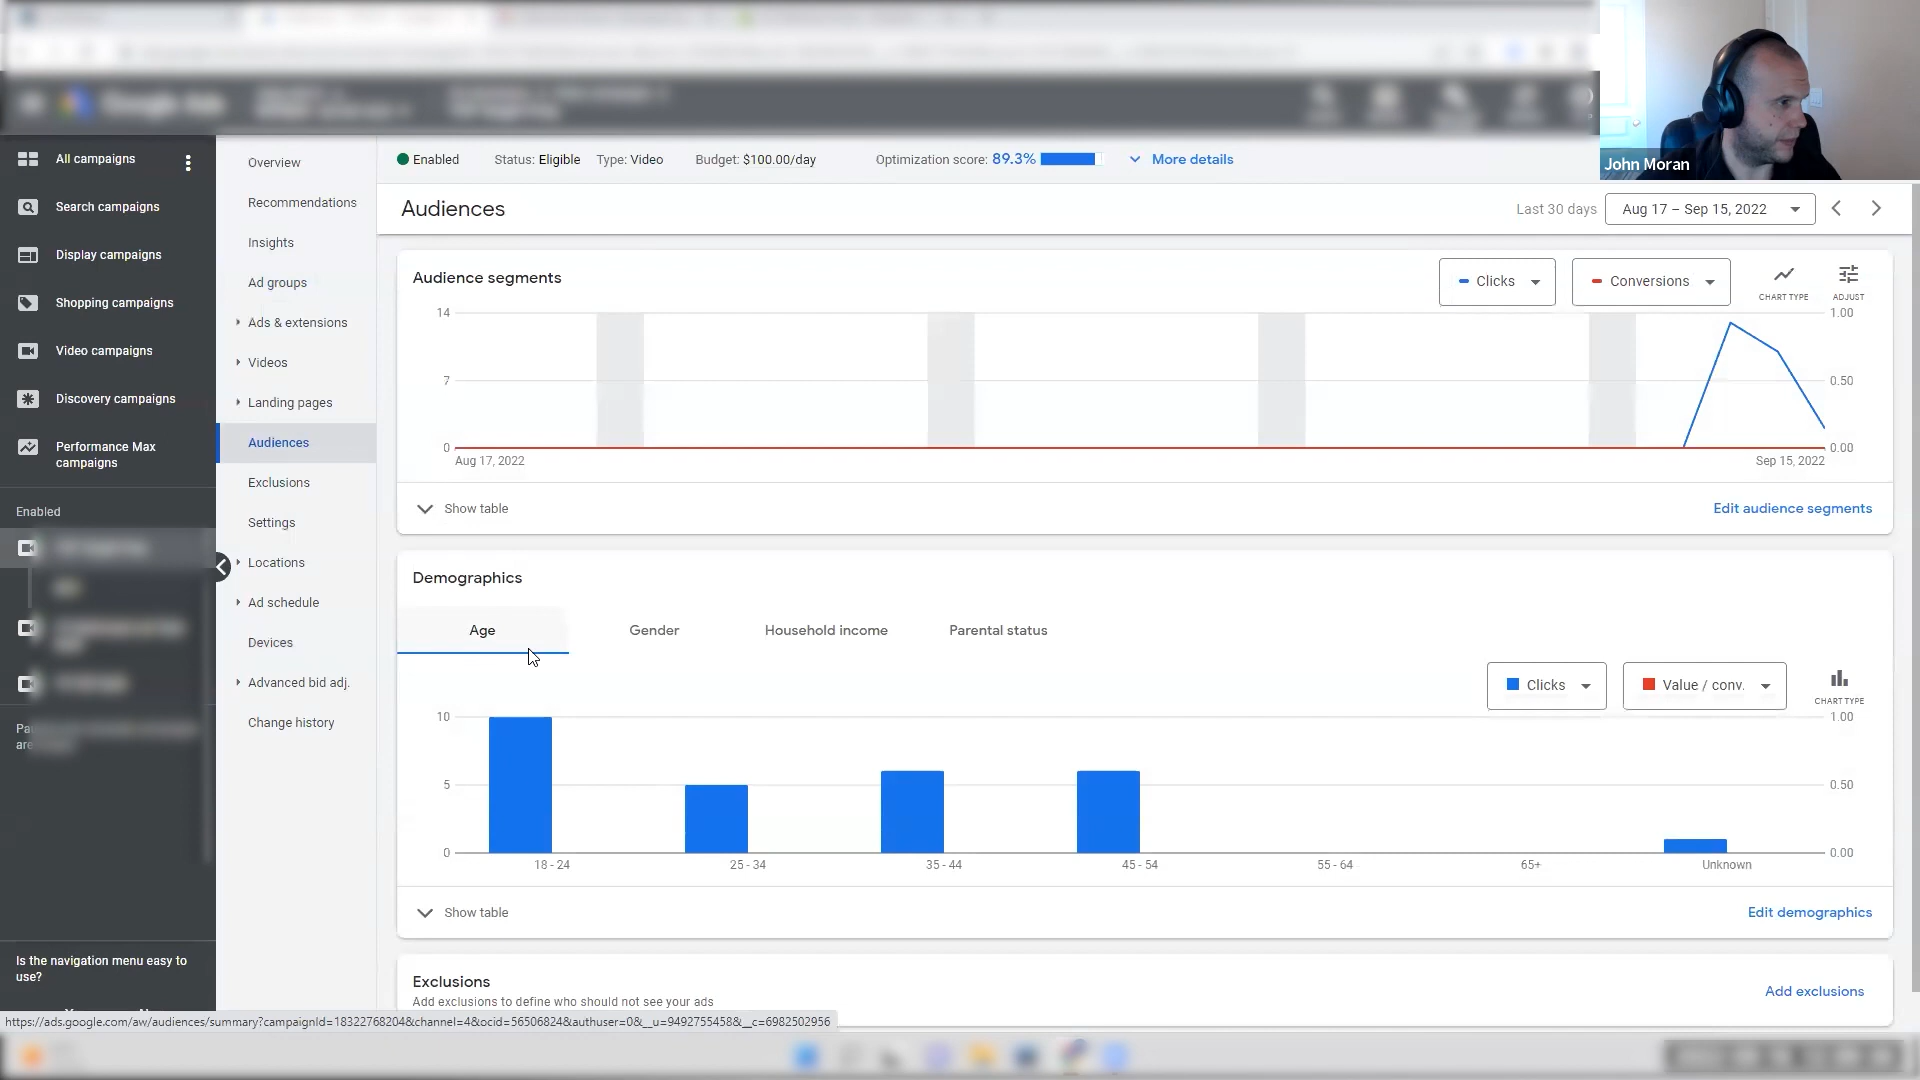 Google Ads
John Moran
All campaigns
Search campaigns
Display campaigns
Shopping campaigns
Video campaigns
Discovery campaigns
Performance Max
campaigns
Enabled
Is the navigation menu easy to
use?
Overview
Recommendations
Insights
Ad groups
Ads & extensions
Videos
Landing pages
Audiences
Exclusions
Settings
Locations
Ad schedule
Devices
Advanced bid adj.
Change history
Enabled Status: Eligible Type: Video Budget: $100.00/day Optimization score: 89.3% More details
Audiences
Last 30 days Aug 17 – Sep 15, 2022
Audience segments
Clicks Conversions
CHART TYPE ADJUST
14 1.00
7 0.50
0 0.00
Aug 17, 2022 Sep 15, 2022
Show table Edit audience segments
Demographics
Age Gender Household income Parental status
Clicks Value / conv.
CHART TYPE
10 1.00
5 0.50
0 0.00
18 - 24 25 - 34 35 - 44 45 - 54 55 - 64 65+ Unknown
Show table Edit demographics
Exclusions
Add exclusions to define who should not see your ads
Add exclusions
https://ads.google.com/aw/audiences/summary?campaignId=18322768204&channel=4&ocid=56506824&authuser=0&__u=9492755458&__c=6982502956